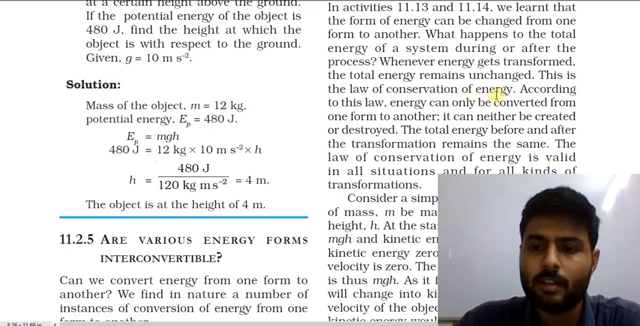 at a certain height above the ground.
If the potential energy of the object is
480 J, find the height at which the
object is with respect to the ground.
Given, g = 10 m s⁻².
Solution:
Mass of the object, m = 12 kg,
potential energy, Eₚ = 480 J.
Eₚ = mgh
480 J = 12 kg × 10 m s⁻² × h
h = 480 J / 120 kg m s⁻² = 4 m.
The object is at the height of 4 m.
11.2.5 ARE VARIOUS ENERGY FORMS
INTERCONVERTIBLE?
Can we convert energy from one form to
another? We find in nature a number of
instances of conversion of energy from one
form to another.
8.26 x 11.69 in
In activities 11.13 and 11.14, we learnt that
the form of energy can be changed from one
form to another. What happens to the total
energy of a system during or after the
process? Whenever energy gets transformed,
the total energy remains unchanged. This is
the law of conservation of energy. According
to this law, energy can only be converted from
one form to another; it can neither be created
or destroyed. The total energy before and after
the transformation remains the same. The
law of conservation of energy is valid
in all situations and for all kinds of
transformations.
Consider a simp
of mass, m be ma
height, h. At the sta
mgh and kinetic en
kinetic energy zero
velocity is zero. The
is thus mgh. As it f
will change into ki
velocity of the objec
kinetic energy woul